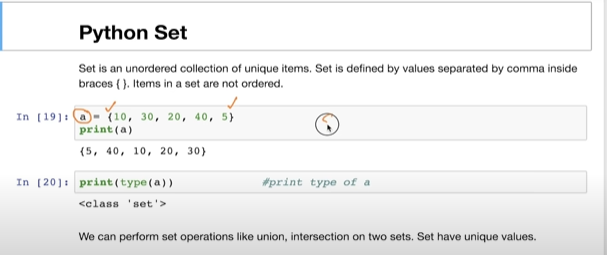 Python Set
Set is an unordered collection of unique items. Set is defined by values separated by comma inside
braces { }. Items in a set are not ordered.
In [19]: a = {10, 30, 20, 40, 5}
print(a)
{5, 40, 10, 20, 30}
In [20]: print(type(a)) #print type of a
<class 'set'>
We can perform set operations like union, intersection on two sets. Set have unique values.